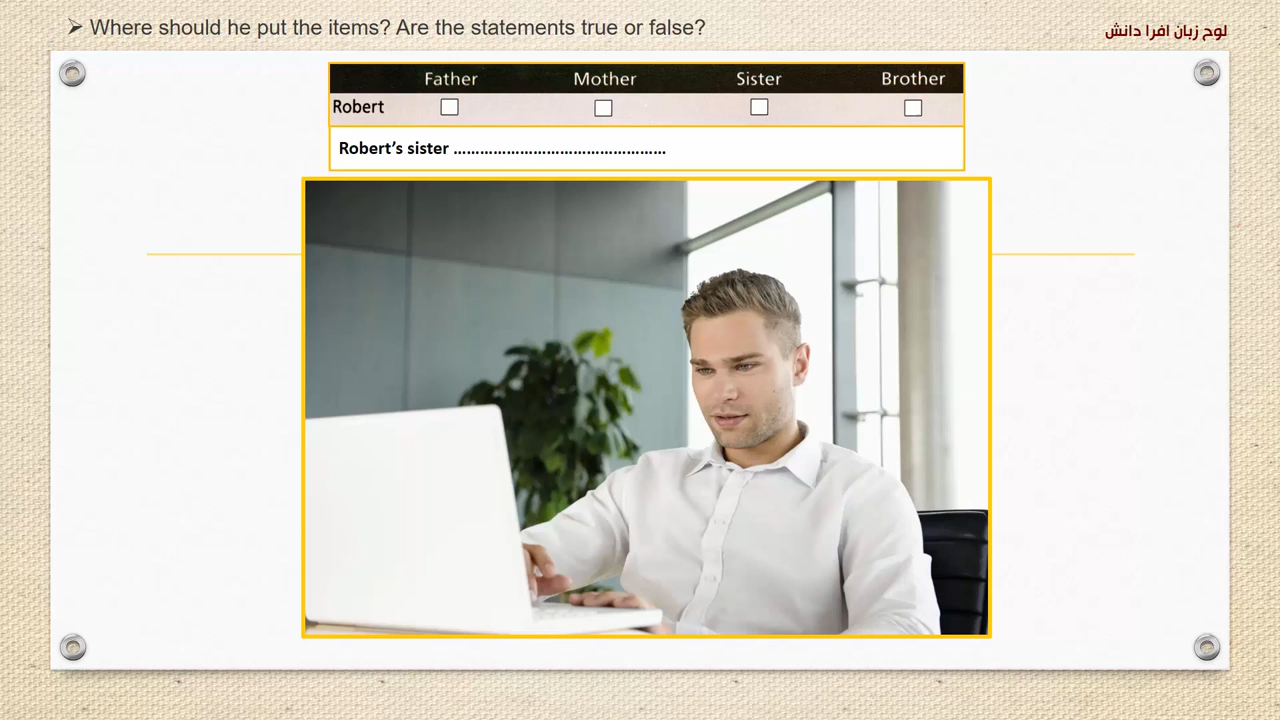 ➢ Where should he put the items? Are the statements true or false?
لوح زبان افرا دانش
Father Mother Sister Brother
Robert ☐ ☐ ☐ ☐
Robert’s sister ………………………………………….